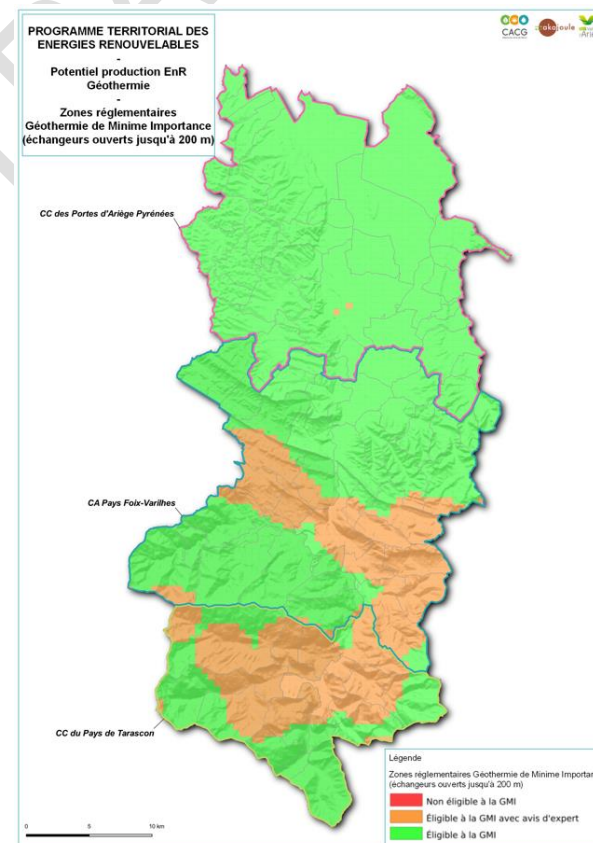 PROGRAMME TERRITORIAL DES
ENERGIES RENOUVELABLES
-
Potentiel production EnR
Géothermie
-
Zones réglementaires
Géothermie de Minime Importance
(échangeurs ouverts jusqu'à 200 m)
CACG
CC des Portes d'Ariège Pyrénées
CA Pays Foix-Varilhes
CC du Pays de Tarascon
Légende
Zones réglementaires Géothermie de Minime Importan
(échangeurs ouverts jusqu'à 200 m)
Non éligible à la GMI
Éligible à la GMI avec avis d'expert
Éligible à la GMI
0 5 10 km